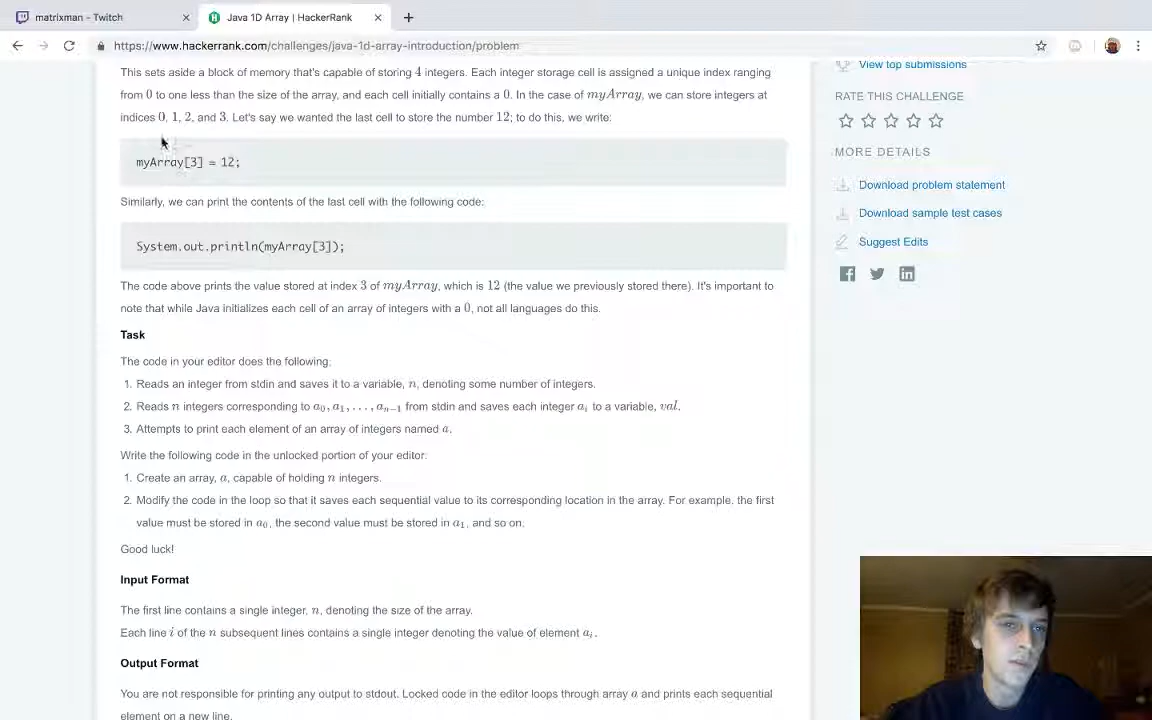 matrixman - Twitch
Java 1D Array | HackerRank
https://www.hackerrank.com/challenges/java-1d-array-introduction/problem
This sets aside a block of memory that's capable of storing 4 integers. Each integer storage cell is assigned a unique index ranging
from 0 to one less than the size of the array, and each cell initially contains a 0. In the case of myArray, we can store integers at
indices 0, 1, 2, and 3. Let's say we wanted the last cell to store the number 12; to do this, we write:
myArray[3] = 12;
Similarly, we can print the contents of the last cell with the following code:
System.out.println(myArray[3]);
The code above prints the value stored at index 3 of myArray, which is 12 (the value we previously stored there). It's important to
note that while Java initializes each cell of an array of integers with a 0, not all languages do this.
Task
The code in your editor does the following:
1. Reads an integer from stdin and saves it to a variable, n, denoting some number of integers.
2. Reads n integers corresponding to a0, a1, . . . , an−1 from stdin and saves each integer ai to a variable, val.
3. Attempts to print each element of an array of integers named a.
Write the following code in the unlocked portion of your editor:
1. Create an array, a, capable of holding n integers.
2. Modify the code in the loop so that it saves each sequential value to its corresponding location in the array. For example, the first
value must be stored in a0, the second value must be stored in a1, and so on.
Good luck!
Input Format
The first line contains a single integer, n, denoting the size of the array.
Each line i of the n subsequent lines contains a single integer denoting the value of element ai.
Output Format
You are not responsible for printing any output to stdout. Locked code in the editor loops through array a and prints each sequential
element on a new line.
View top submissions
RATE THIS CHALLENGE
MORE DETAILS
Download problem statement
Download sample test cases
Suggest Edits